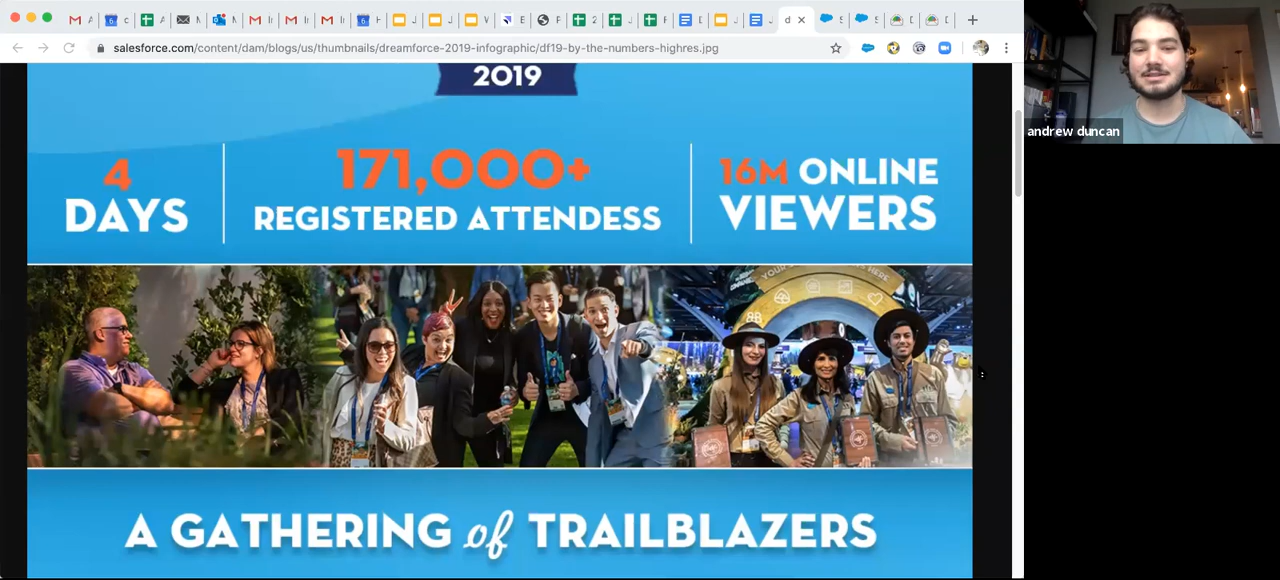 salesforce.com/content/dam/blogs/us/thumbnails/dreamforce-2019-infographic/df19-by-the-numbers-highres.jpg
andrew duncan
2019
4
DAYS
171,000+
REGISTERED ATTENDESS
16M ONLINE
VIEWERS
A GATHERING of TRAILBLAZERS